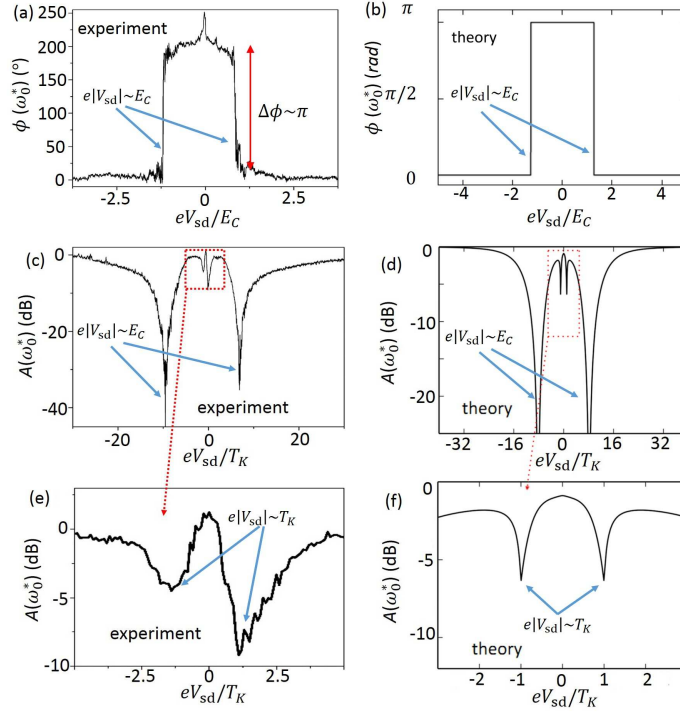 (a)
experiment
ϕ (ω₀*) (°)
250
200
150
100
50
0
e|V_sd|~E_C
Δϕ~π
-2.5
0
2.5
eV_sd/E_C
(b)
theory
ϕ (ω₀*) (rad)
π
π/2
0
e|V_sd|~E_C
-4
-2
0
2
4
eV_sd/E_C
(c)
A(ω₀*) (dB)
0
-20
-40
e|V_sd|~E_C
experiment
-20
0
20
eV_sd/T_K
(d)
A(ω₀*) (dB)
0
-10
-20
e|V_sd|~E_C
theory
-32
-16
0
16
32
eV_sd/T_K
(e)
A(ω₀*) (dB)
0
-5
-10
e|V_sd|~T_K
experiment
-2.5
0
2.5
eV_sd/T_K
(f)
A(ω₀*) (dB)
0
-5
-10
e|V_sd|~T_K
theory
-2
-1
0
1
2
eV_sd/T_K